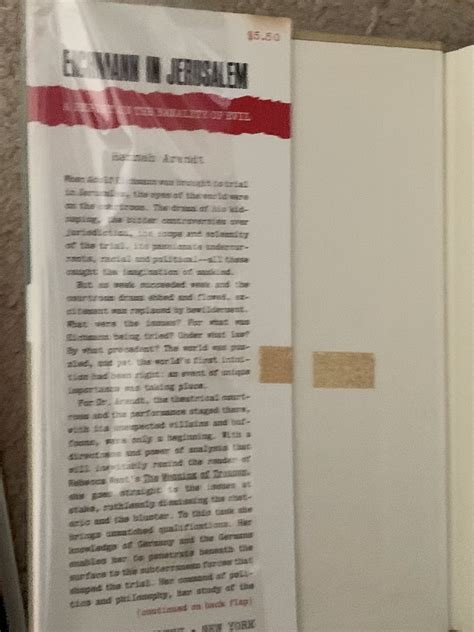 $5.50
EICHMANN IN JERUSALEM
A REPORT ON THE BANALITY OF EVIL
Hannah Arendt
When Adolf Eichmann was brought to trial
in Jerusalem, the eyes of the world were
on the courtroom. The drama of his kid-
naping, the bitter controversies over
jurisdiction, the scope and solemnity
of the trial, its passionate undercur-
rents, racial and political--all these
caught the imagination of mankind.
But as week succeeded week and the
courtroom drama ebbed and flowed, ex-
citement was replaced by bewilderment.
What were the issues? For what was
Eichmann being tried? Under what law?
By what precedent? The world was puz-
zled, and yet the world's first intui-
tion had been right: an event of unique
importance was taking place.
For Dr. Arendt, the theatrical court-
room and the performance staged there,
with its unexpected villains and buf-
foons, were only a beginning. With a
directness and power of analysis that
will inevitably remind the reader of
Rebecca West's The Meaning of Treason,
she goes straight to the issues at
stake, ruthlessly dismissing the rhet-
oric and the bluster. To this task she
brings unmatched qualifications. Her
knowledge of Germany and the Germans
enables her to penetrate beneath the
surface to the subterranean forces that
shaped the trial. Her command of poli-
tics and philosophy, her study of the
(continued on back flap)
NEW YORK